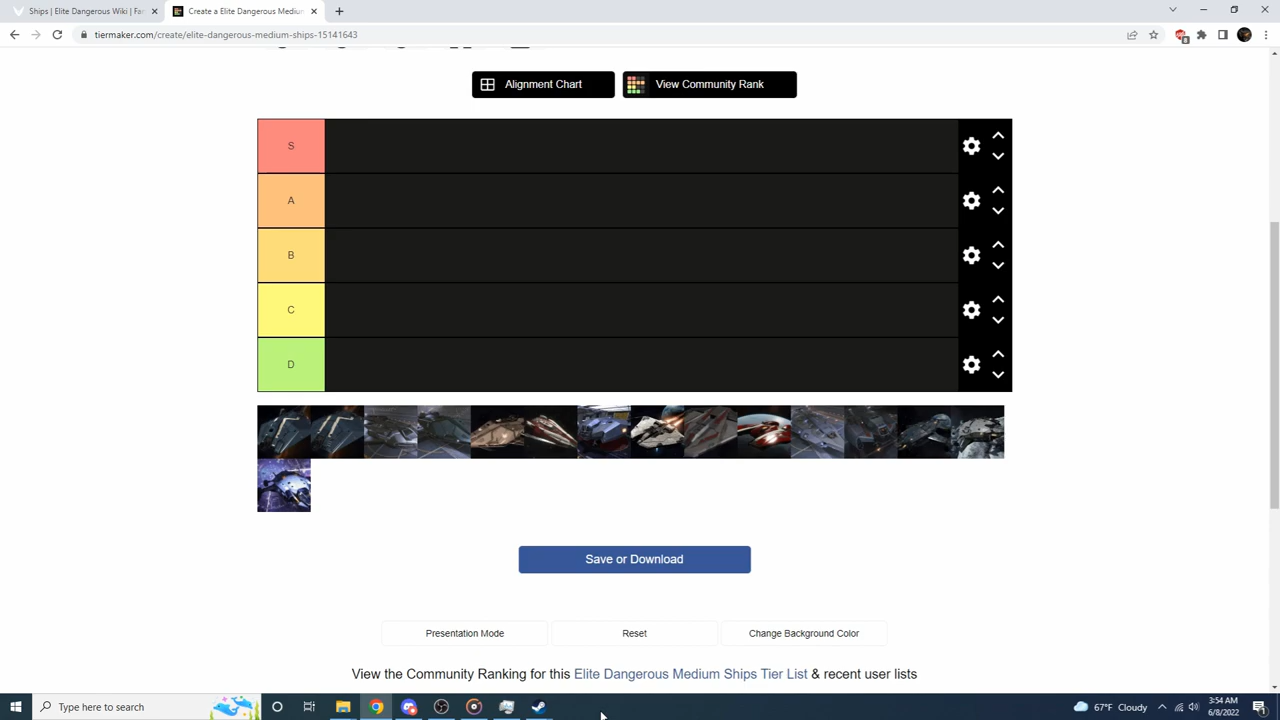 Ships | Elite Dangerous Wiki | Fan
Create a Elite Dangerous Medium
tiermaker.com/create/elite-dangerous-medium-ships-15141643
Alignment Chart
View Community Rank
S
A
B
C
D
Save or Download
Presentation Mode
Reset
Change Background Color
View the Community Ranking for this Elite Dangerous Medium Ships Tier List & recent user lists
Type here to search
67°F Cloudy
3:54 AM
6/8/2022